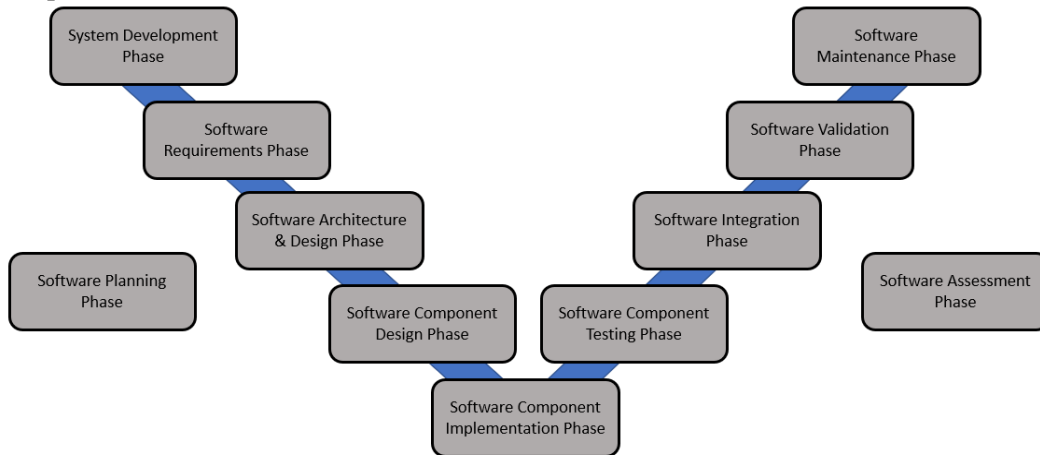 System Development
Phase
Software
Maintenance Phase
Software
Requirements Phase
Software Validation
Phase
Software Architecture
& Design Phase
Software Integration
Phase
Software Planning
Phase
Software Assessment
Phase
Software Component
Design Phase
Software Component
Testing Phase
Software Component
Implementation Phase